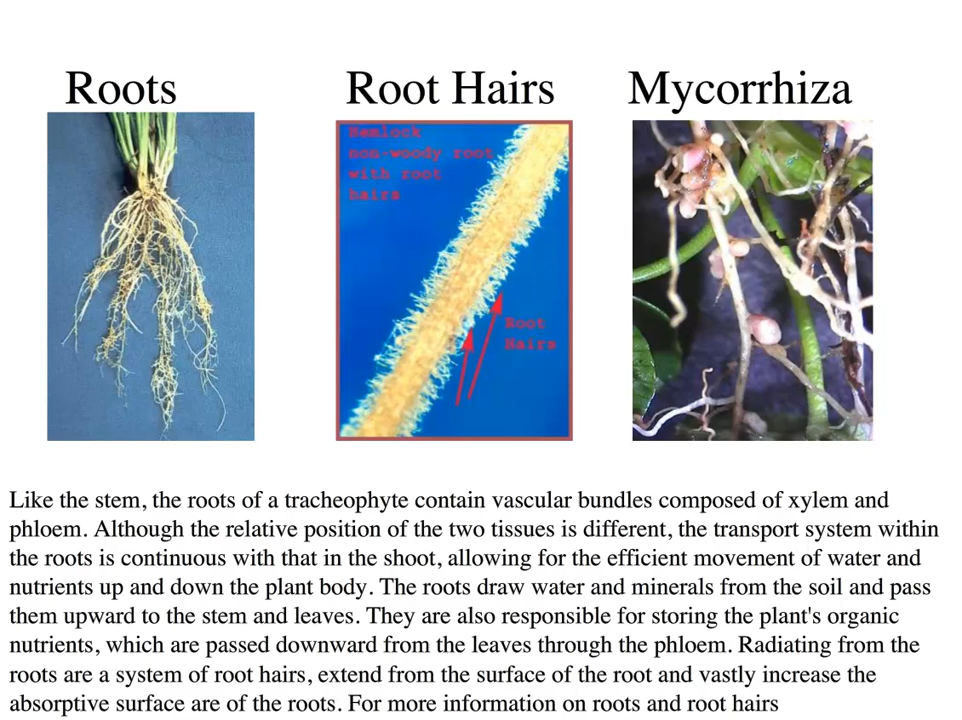 Roots
Root Hairs
Mycorrhiza
Hemlock
non-woody root
with root
hairs
Root
Hairs
Like the stem, the roots of a tracheophyte contain vascular bundles composed of xylem and
phloem. Although the relative position of the two tissues is different, the transport system within
the roots is continuous with that in the shoot, allowing for the efficient movement of water and
nutrients up and down the plant body. The roots draw water and minerals from the soil and pass
them upward to the stem and leaves. They are also responsible for storing the plant's organic
nutrients, which are passed downward from the leaves through the phloem. Radiating from the
roots are a system of root hairs, extend from the surface of the root and vastly increase the
absorptive surface are of the roots. For more information on roots and root hairs